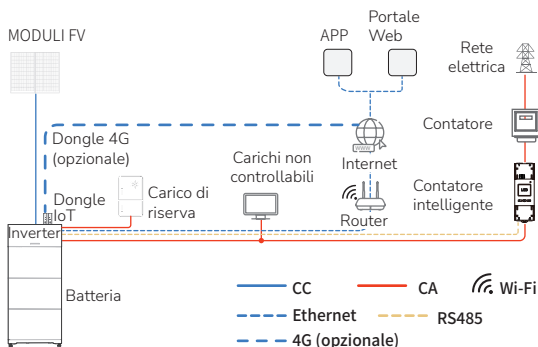 Portale
Web
APP
MODULI FV
Rete
elettrica
Contatore
Dongle 4G
(opzionale)
WWW
Internet
Carichi non
controllabili
Contatore
intelligente
Dongle
IoT
Carico di
riserva
Router
Inverter
Batteria
CC
CA
Wi-Fi
Ethernet
RS485
4G (opzionale)